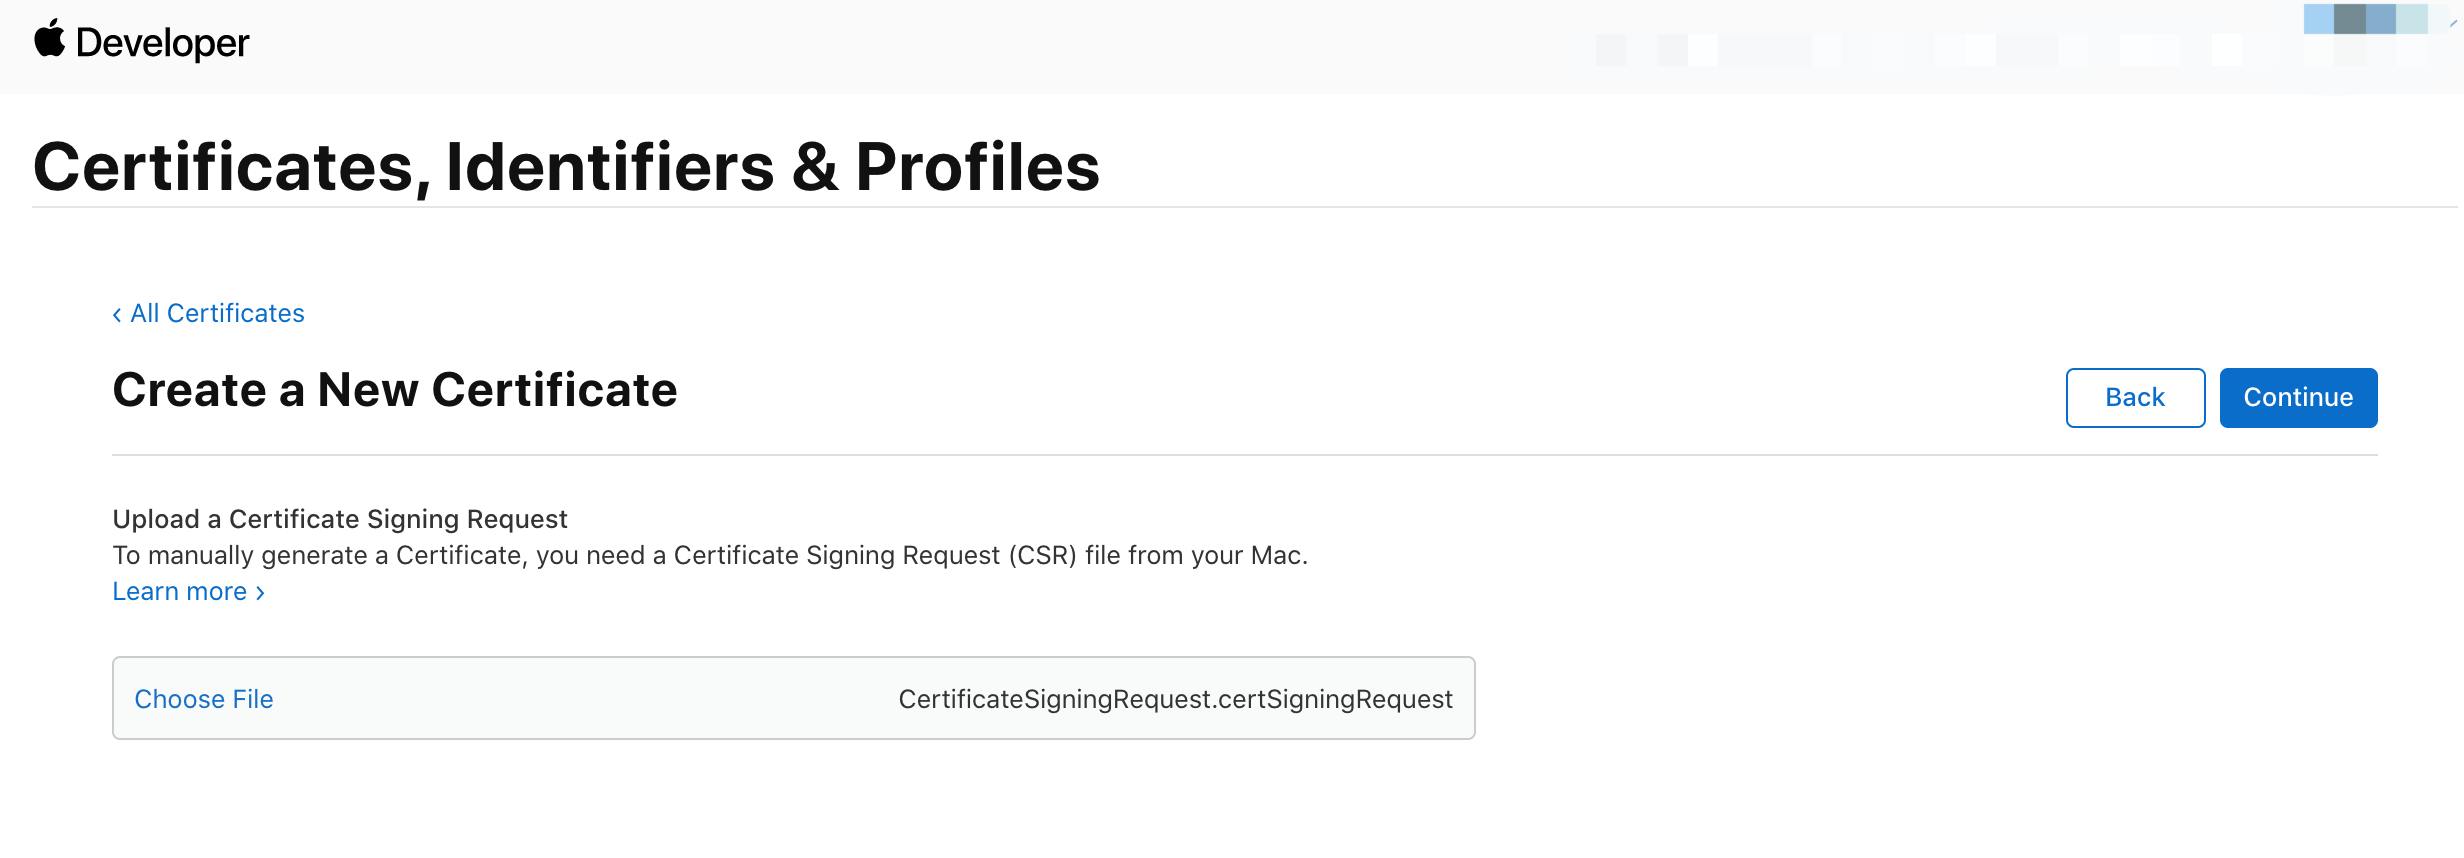 Developer
Certificates, Identifiers & Profiles
‹ All Certificates
Create a New Certificate
Back
Continue
Upload a Certificate Signing Request
To manually generate a Certificate, you need a Certificate Signing Request (CSR) file from your Mac.
Learn more ›
Choose File
CertificateSigningRequest.certSigningRequest